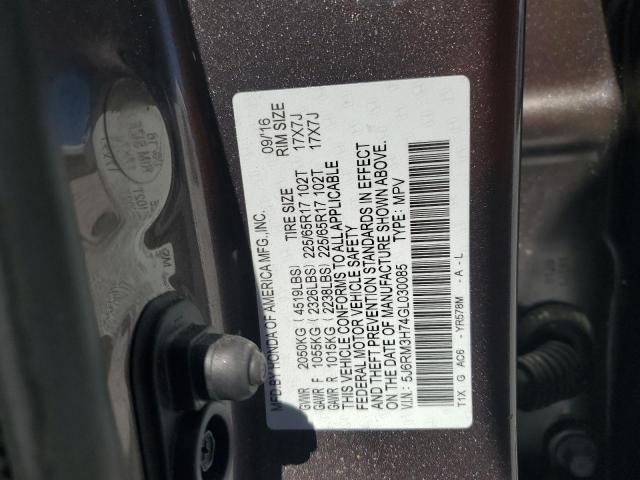 MFD.BY HONDA OF AMERICA MFG.,INC. 09/16
TIRE SIZE RIM SIZE
GVWR 2050KG (4519LBS)
GAWR F 1055KG (2326LBS) 225/65R17 102T 17X7J
GAWR R 1015KG (2238LBS) 225/65R17 102T 17X7J
THIS VEHICLE CONFORMS TO ALL APPLICABLE
FEDERAL MOTOR VEHICLE SAFETY
AND THEFT PREVENTION STANDARDS IN EFFECT
ON THE DATE OF MANUFACTURE SHOWN ABOVE.
V.I.N.: 5J6RM3H74GL030085 TYPE: MPV
T1X G AC6 - YR578M - A - L